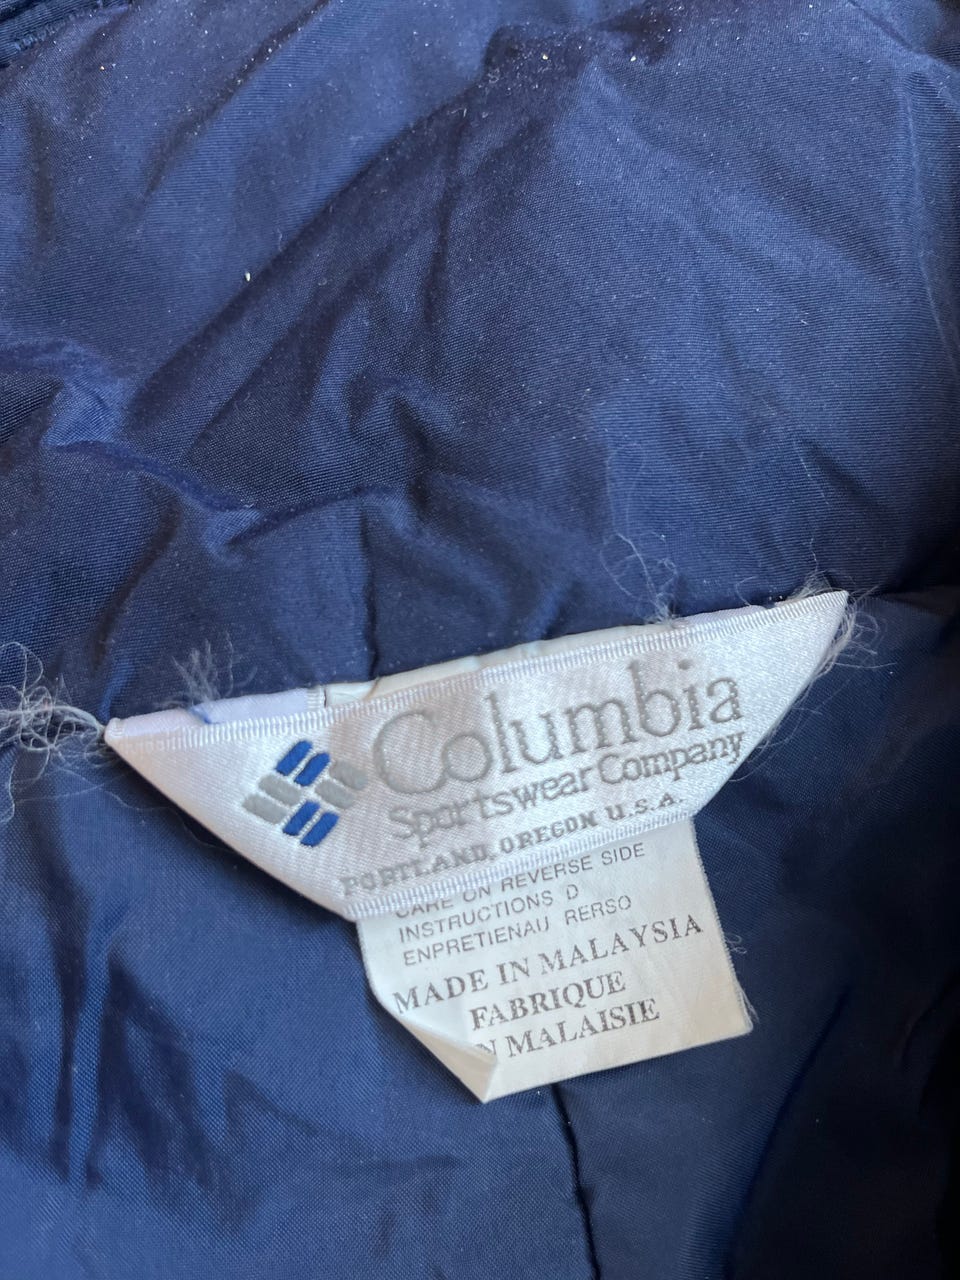 Columbia
Sportswear Company
PORTLAND, OREGON U.S.A.
CARE ON REVERSE SIDE
INSTRUCTIONS D
ENPRETIENAU RERSO
MADE IN MALAYSIA
FABRIQUE
N MALAISIE